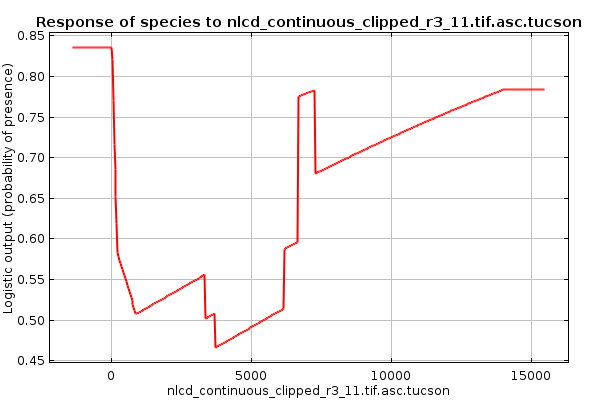 Response of species to nlcd_continuous_clipped_r3_11.tif.asc.tucson
Logistic output (probability of presence)
0.85
0.80
0.75
0.70
0.65
0.60
0.55
0.50
0.45
0 5000 10000 15000
nlcd_continuous_clipped_r3_11.tif.asc.tucson